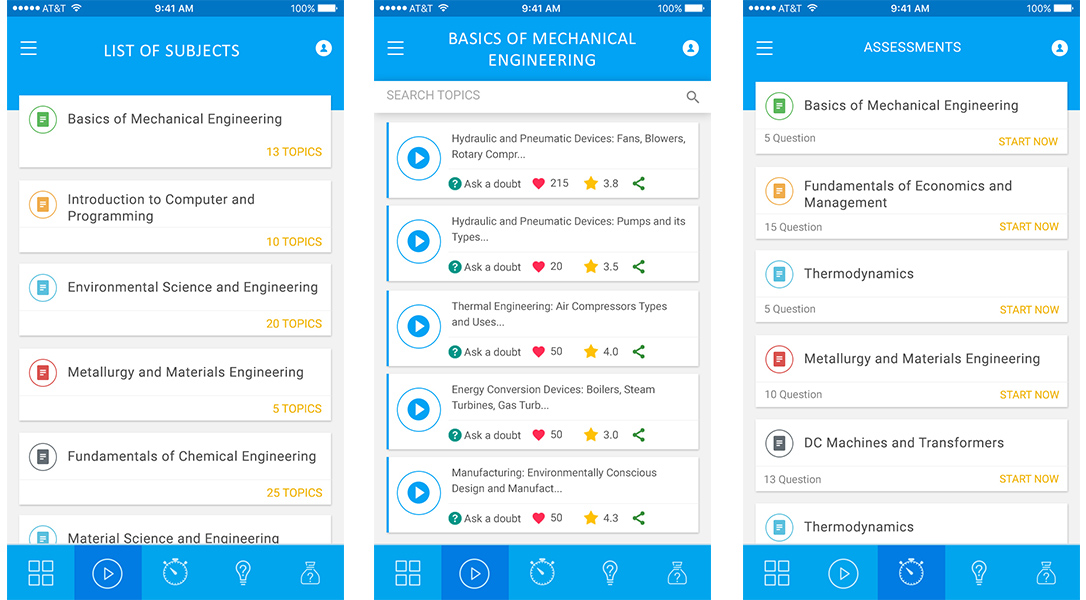 AT&T 9:41 AM 100%
LIST OF SUBJECTS
Basics of Mechanical Engineering
13 TOPICS
Introduction to Computer and
Programming
10 TOPICS
Environmental Science and Engineering
20 TOPICS
Metallurgy and Materials Engineering
5 TOPICS
Fundamentals of Chemical Engineering
25 TOPICS
Material Science and Engineering
AT&T 9:41 AM 100%
BASICS OF MECHANICAL
ENGINEERING
SEARCH TOPICS
Hydraulic and Pneumatic Devices: Fans, Blowers,
Rotary Compr...
? Ask a doubt 215 3.8
Hydraulic and Pneumatic Devices: Pumps and its
Types...
? Ask a doubt 20 3.5
Thermal Engineering: Air Compressors Types
and Uses...
? Ask a doubt 50 4.0
Energy Conversion Devices: Boilers, Steam
Turbines, Gas Turb...
? Ask a doubt 50 3.0
Manufacturing: Environmentally Conscious
Design and Manufact...
? Ask a doubt 50 4.3
AT&T 9:41 AM 100%
ASSESSMENTS
Basics of Mechanical Engineering
5 Question START NOW
Fundamentals of Economics and
Management
15 Question START NOW
Thermodynamics
5 Question START NOW
Metallurgy and Materials Engineering
10 Question START NOW
DC Machines and Transformers
13 Question START NOW
Thermodynamics